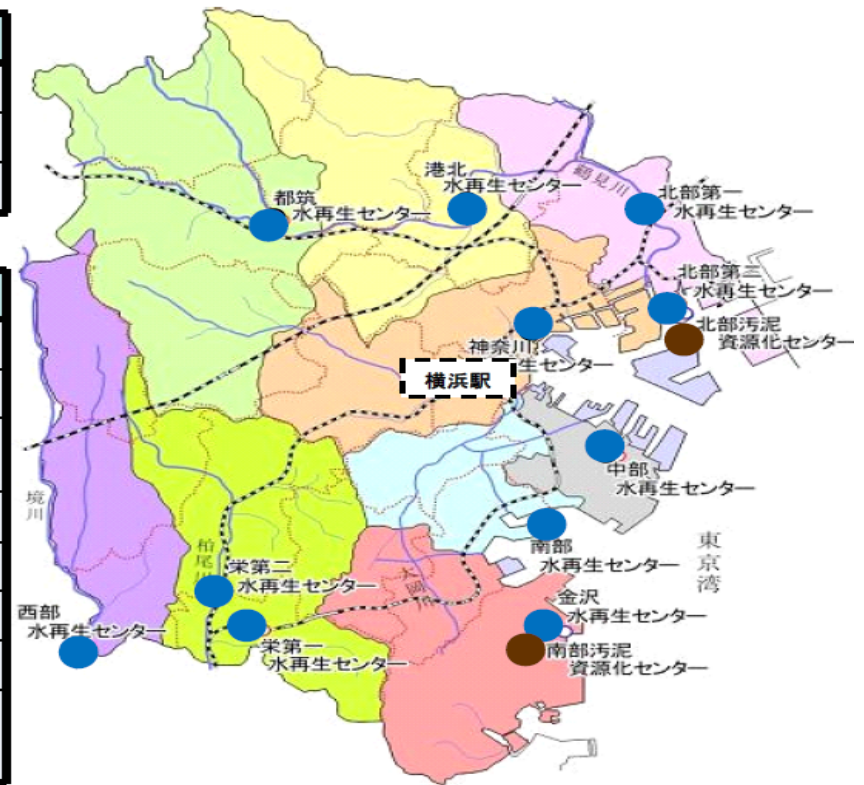 港北
水再生センター
鶴見川
都筑
水再生センター
北部第一
水再生センター
北部第二
水再生センター
北部汚泥
資源化センター
神奈川
生センター
横浜駅
中部
水再生センター
境川
東京湾
南部
水再生センター
柏尾川
栄第二
水再生センター
大岡川
金沢
水再生センター
西部
水再生センター
栄第一
水再生センター
南部汚泥
資源化センター